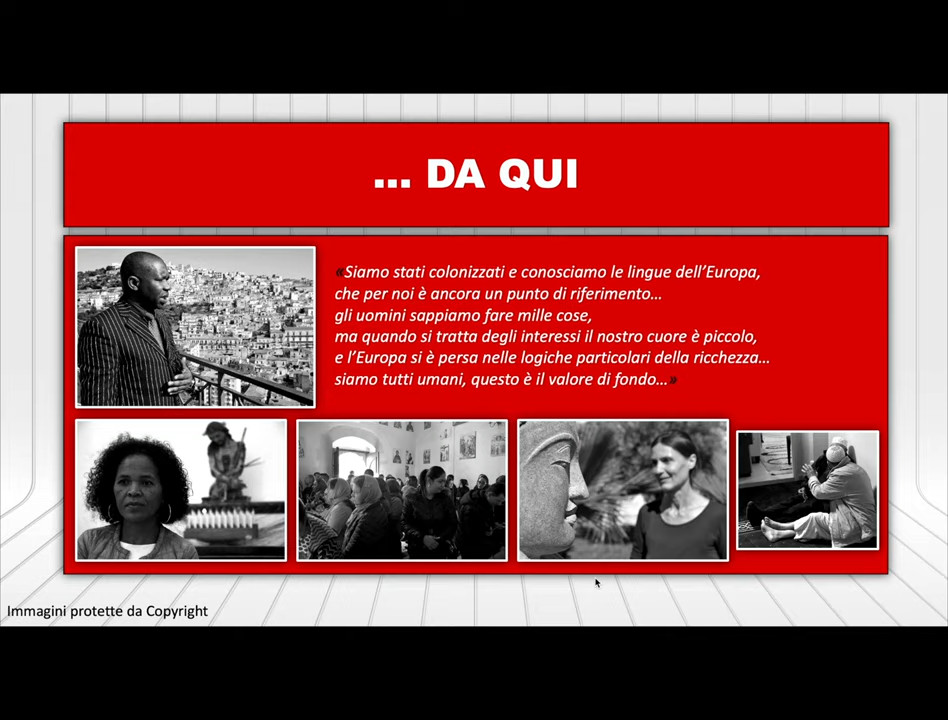 ... DA QUI
«Siamo stati colonizzati e conosciamo le lingue dell’Europa,
che per noi è ancora un punto di riferimento...
gli uomini sappiamo fare mille cose,
ma quando si tratta degli interessi il nostro cuore è piccolo,
e l’Europa si è persa nelle logiche particolari della ricchezza...
siamo tutti umani, questo è il valore di fondo...»
Immagini protette da Copyright